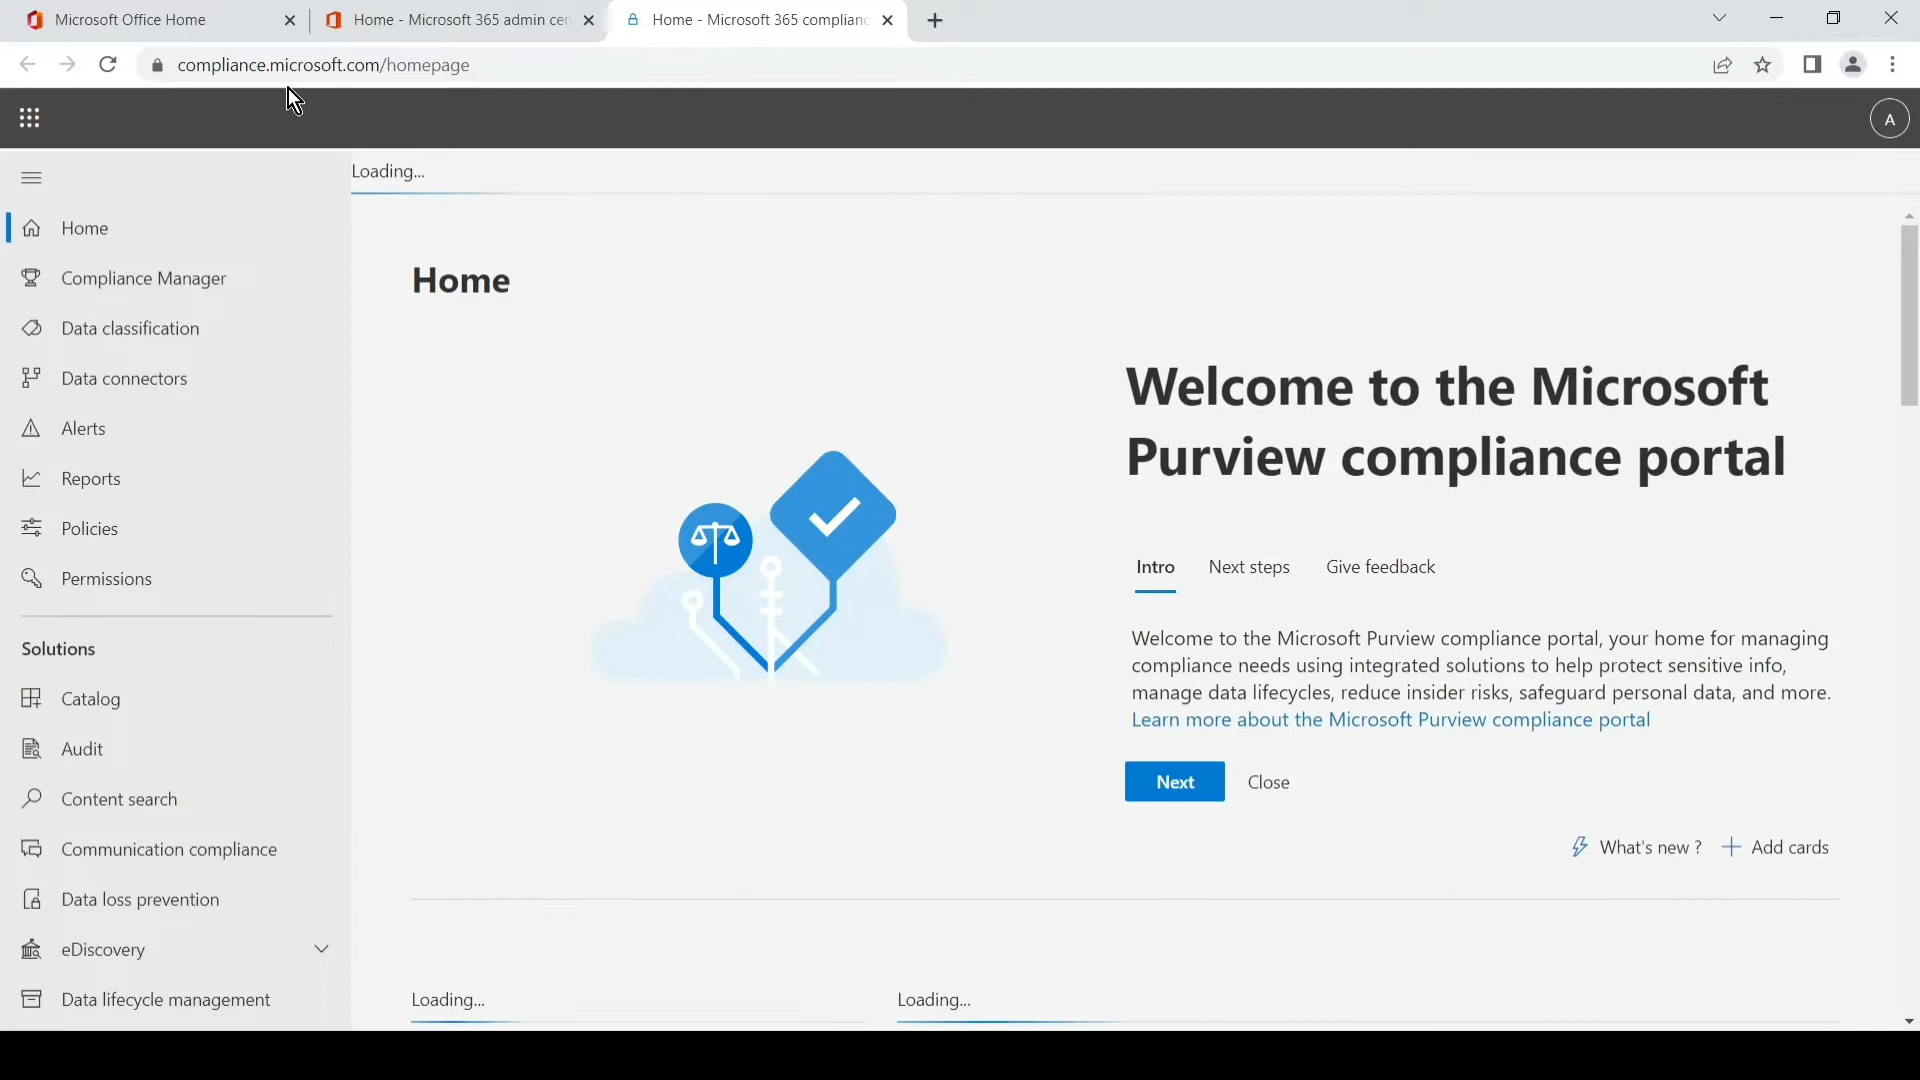 Microsoft Office Home
Home - Microsoft 365 admin cen
Home - Microsoft 365 complianc
compliance.microsoft.com/homepage
A
Loading...
Home
Compliance Manager
Data classification
Data connectors
Alerts
Reports
Policies
Permissions
Solutions
Catalog
Audit
Content search
Communication compliance
Data loss prevention
eDiscovery
Data lifecycle management
Home
Welcome to the Microsoft
Purview compliance portal
Intro Next steps Give feedback
Welcome to the Microsoft Purview compliance portal, your home for managing
compliance needs using integrated solutions to help protect sensitive info,
manage data lifecycles, reduce insider risks, safeguard personal data, and more.
Learn more about the Microsoft Purview compliance portal
Next Close
What's new ? Add cards
Loading... Loading...